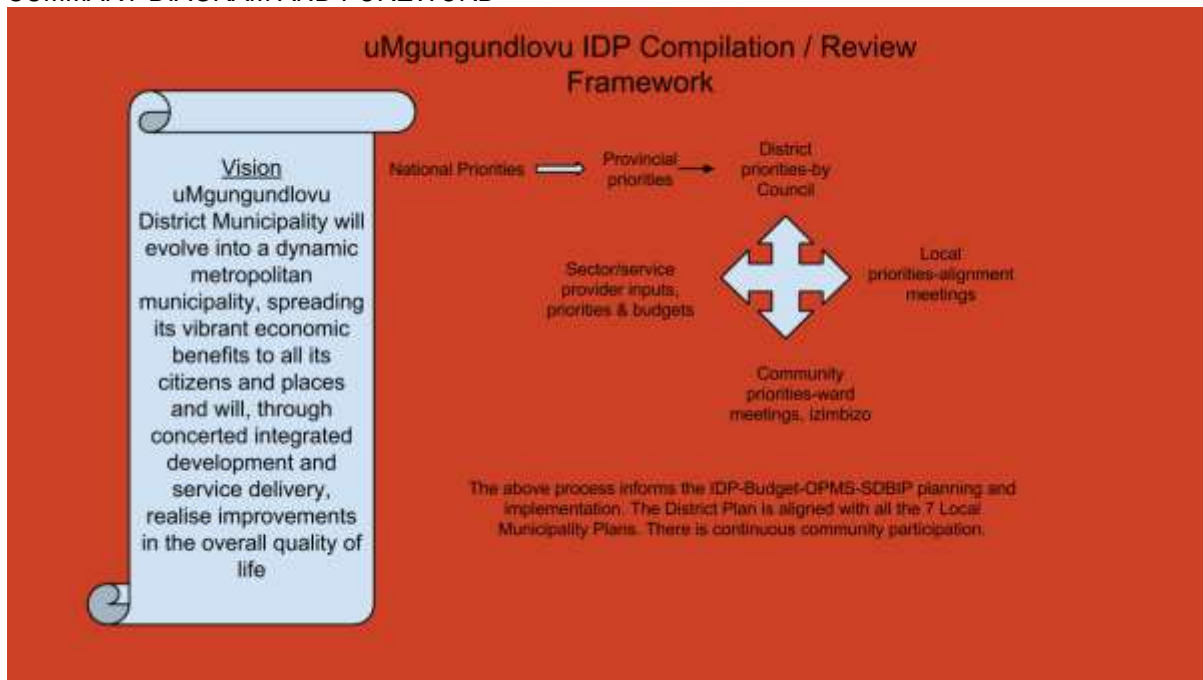 SUMMARY DIAGRAM AND FOREWORD
uMgungundlovu IDP Compilation / Review
Framework
Vision
uMgungundlovu
District Municipality will
evolve into a dynamic
metropolitan
municipality, spreading
its vibrant economic
benefits to all its
citizens and places
and will, through
concerted integrated
development and
service delivery,
realise improvements
in the overall quality of
life
National Priorities
Provincial
priorities
District
priorities-by
Council
Sector/service
provider inputs,
priorities & budgets
Local
priorities-alignment
meetings
Community
priorities-ward
meetings, izimbizo
The above process informs the IDP-Budget-OPMS-SDBIP planning and
implementation. The District Plan is aligned with all the 7 Local
Municipality Plans. There is continuous community participation.